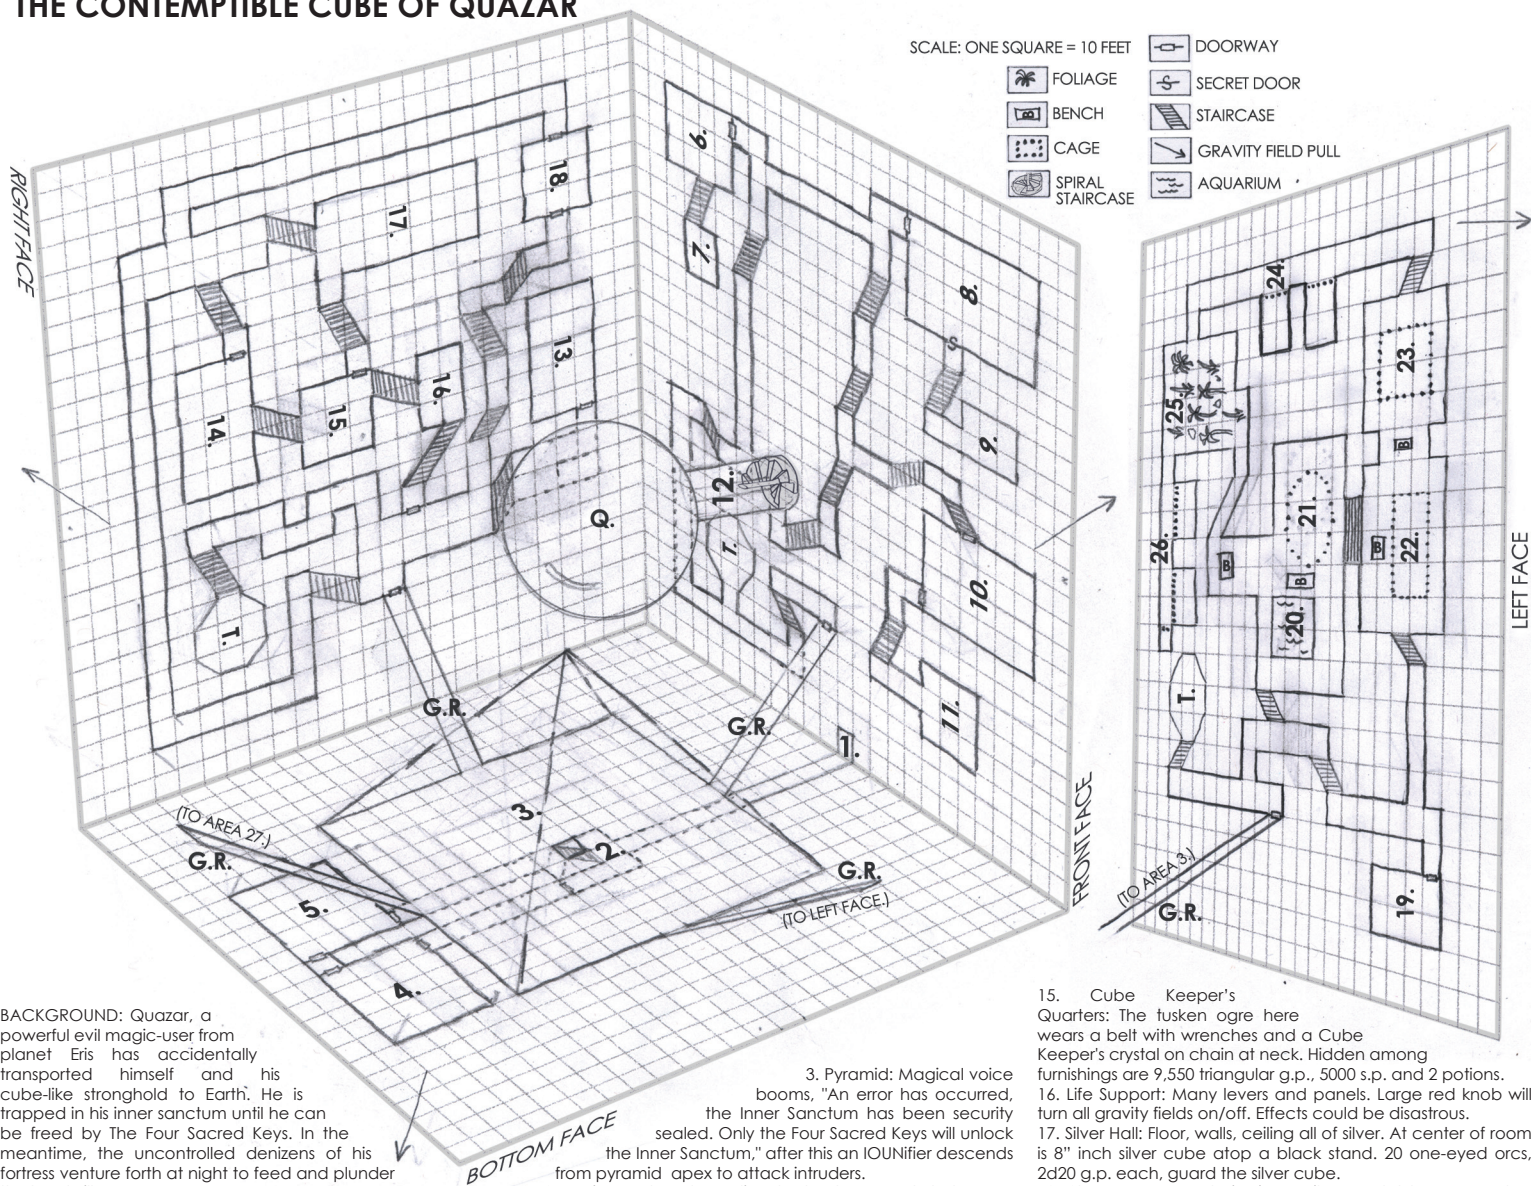 THE CONTEMPTIBLE CUBE OF QUAZAR
SCALE: ONE SQUARE = 10 FEET
FOLIAGE
B
BENCH
CAGE
SPIRAL
STAIRCASE
DOORWAY
S
SECRET DOOR
STAIRCASE
GRAVITY FIELD PULL
AQUARIUM
RIGHT FACE
18.
17.
13.
16.
15.
14.
T.
Q.
6.
7.
8.
S
9.
12.
T.
10.
11.
G.R.
G.R.
1.
3.
2.
(TO AREA 27.)
G.R.
5.
4.
G.R.
(TO LEFT FACE.)
FRONT FACE
BOTTOM FACE
24.
23.
25.
B
21.
22.
26.
B
B
B
20.
T.
19.
(TO AREA 3.)
G.R.
LEFT FACE
BACKGROUND: Quazar, a
powerful evil magic-user from
planet Eris has accidentally
transported himself and his
cube-like stronghold to Earth. He is
trapped in his inner sanctum until he can
be freed by The Four Sacred Keys. In the
meantime, the uncontrolled denizens of his
fortress venture forth at night to feed and plunder
3. Pyramid: Magical voice
booms, "An error has occurred,
the Inner Sanctum has been security
sealed. Only the Four Sacred Keys will unlock
the Inner Sanctum," after this an IOUNifier descends
from pyramid apex to attack intruders.
15. Cube Keeper's
Quarters: The tusken ogre here
wears a belt with wrenches and a Cube
Keeper's crystal on chain at neck. Hidden among
furnishings are 9,550 triangular g.p., 5000 s.p. and 2 potions.
16. Life Support: Many levers and panels. Large red knob will
turn all gravity fields on/off. Effects could be disastrous.
17. Silver Hall: Floor, walls, ceiling all of silver. At center of room
is 8" inch silver cube atop a black stand. 20 one-eyed orcs,
2d20 g.p. each, guard the silver cube.